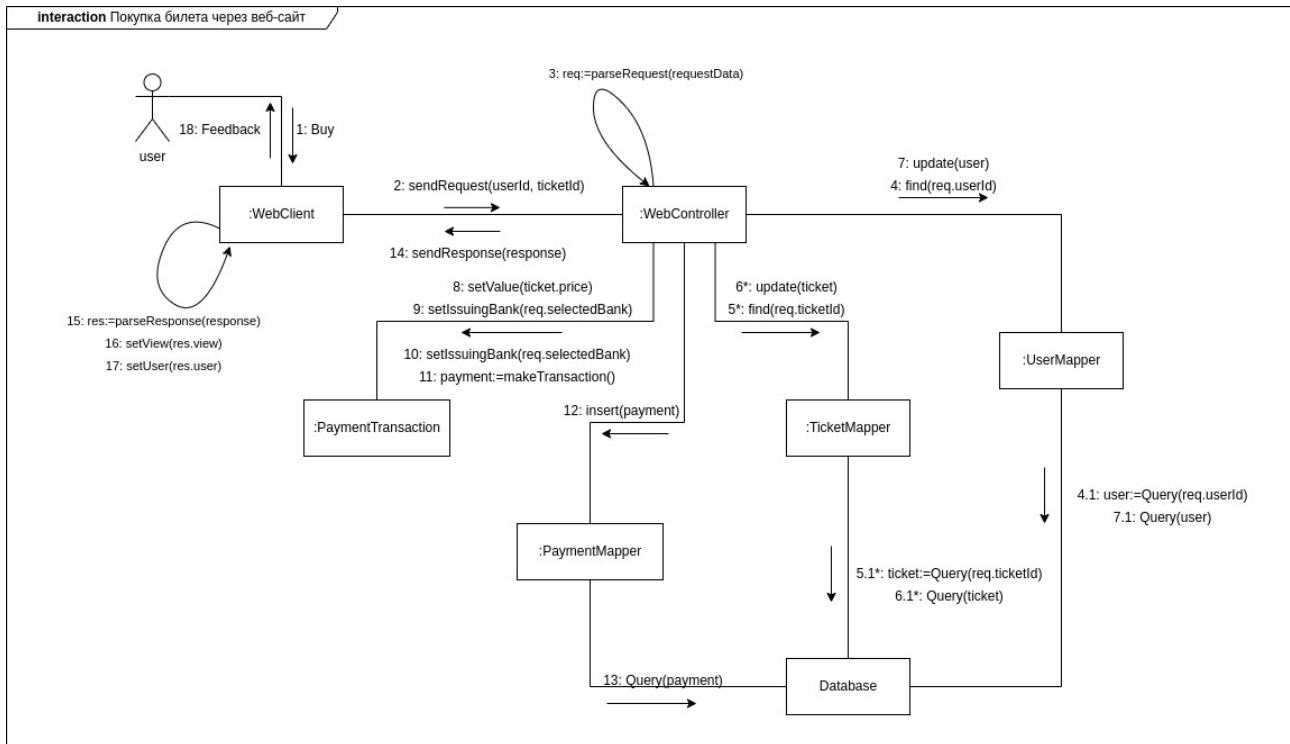 interaction Покупка билета через веб-сайт
3: req:=parseRequest(requestData)
18: Feedback
1: Buy
user
7: update(user)
4: find(req.userId)
2: sendRequest(userId, ticketId)
:WebClient
:WebController
14: sendResponse(response)
8: setValue(ticket.price)
9: setIssuingBank(req.selectedBank)
6*: update(ticket)
5*: find(req.ticketId)
15: res:=parseResponse(response)
16: setView(res.view)
17: setUser(res.user)
10: setIssuingBank(req.selectedBank)
11: payment:=makeTransaction()
:UserMapper
12: insert(payment)
:PaymentTransaction
:TicketMapper
4.1: user:=Query(req.userId)
7.1: Query(user)
:PaymentMapper
5.1*: ticket:=Query(req.ticketId)
6.1*: Query(ticket)
13: Query(payment)
Database